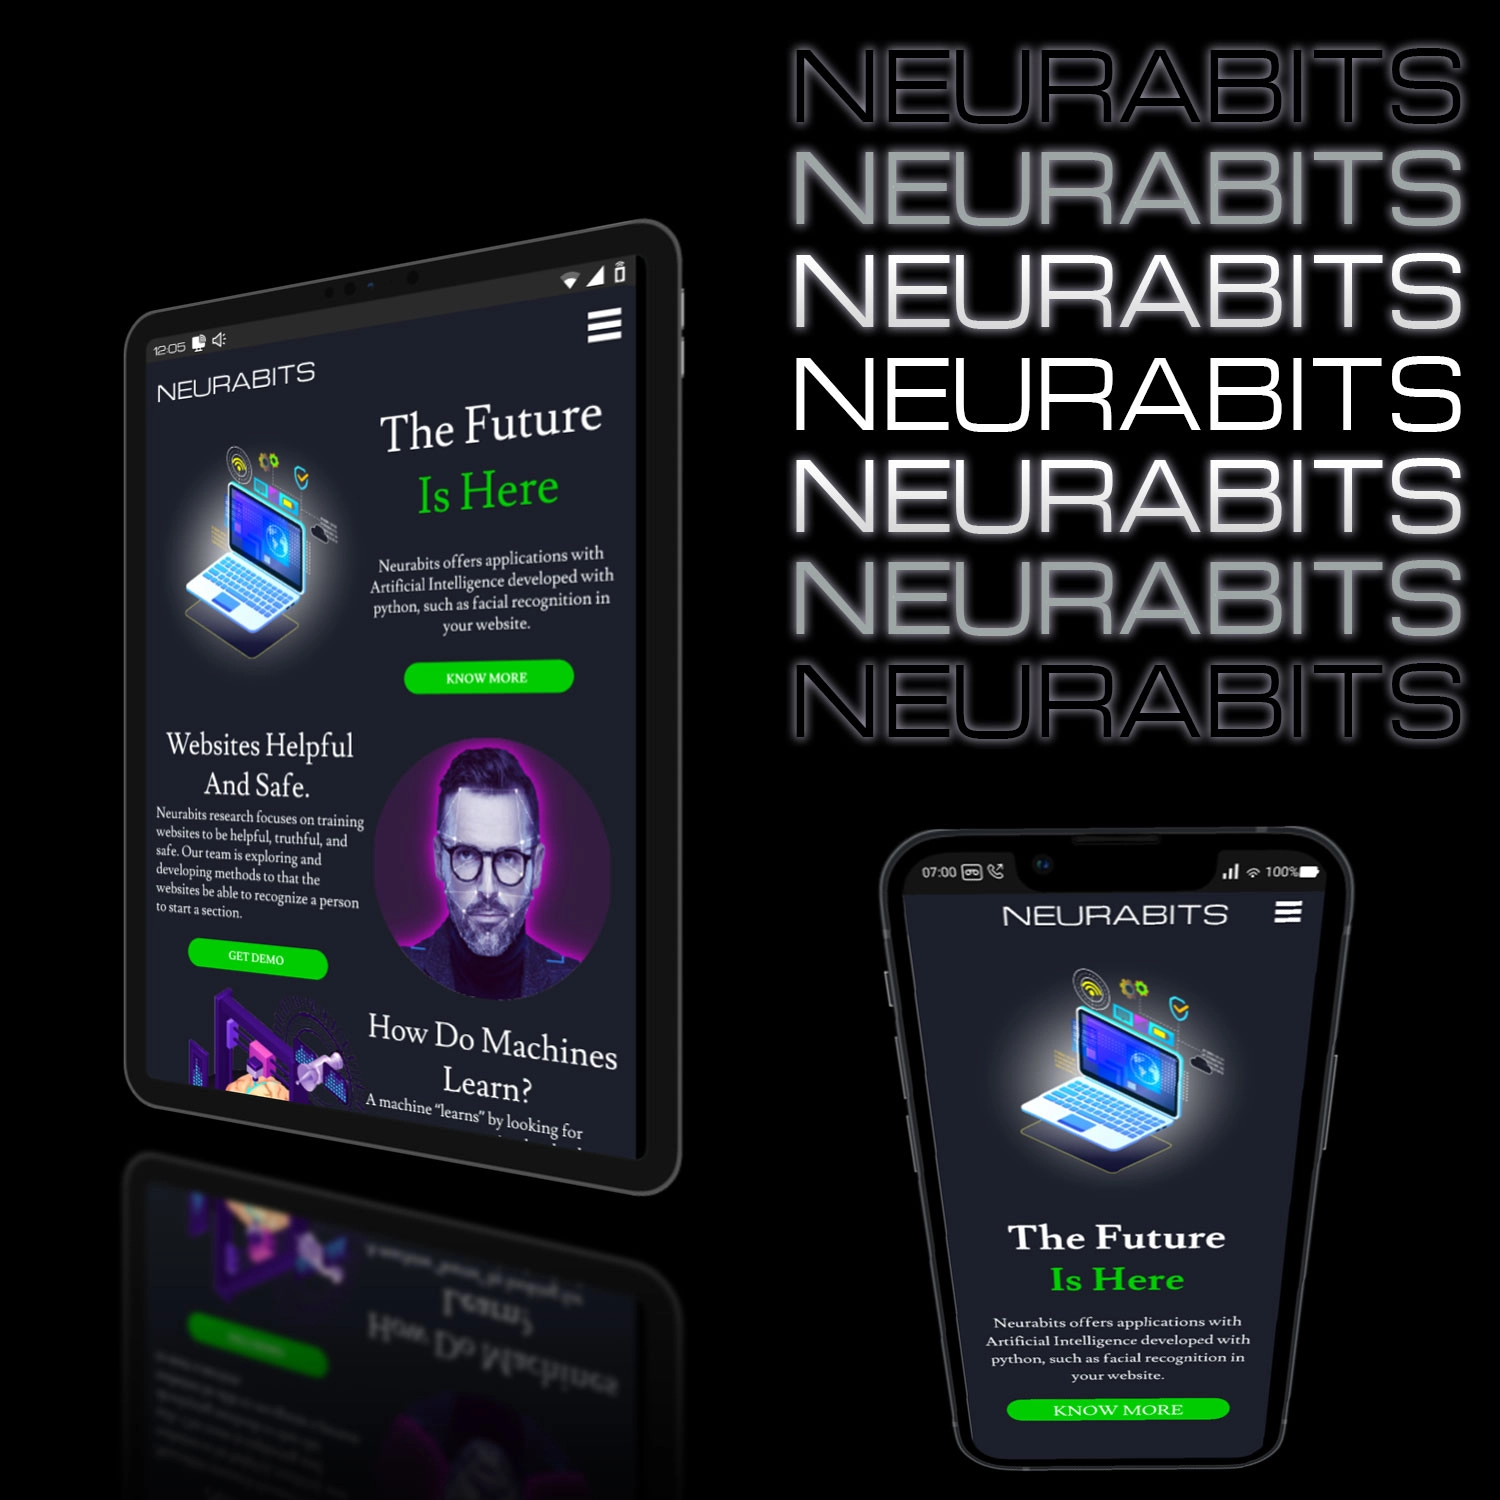 NEURABITS
NEURABITS
NEURABITS
NEURABITS
NEURABITS
NEURABITS
NEURABITS
12:05
NEURABITS
The Future
Is Here
Neurabits offers applications with
Artificial Intelligence developed with
python, such as facial recognition in
your website.
KNOW MORE
Websites Helpful
And Safe.
Neurabits research focuses on training
websites to be helpful, truthful, and
safe. Our team is exploring and
developing methods to that the
websites be able to recognize a person
to start a section.
GET DEMO
How Do Machines
Learn?
A machine "learns" by looking for
07:00
100%
NEURABITS
The Future
Is Here
Neurabits offers applications with
Artificial Intelligence developed with
python, such as facial recognition in
your website.
KNOW MORE